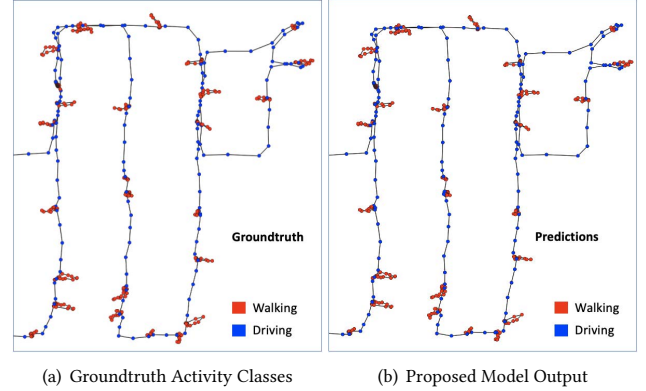 Groundtruth
Walking
Driving
Predictions
Walking
Driving
(a) Groundtruth Activity Classes
(b) Proposed Model Output